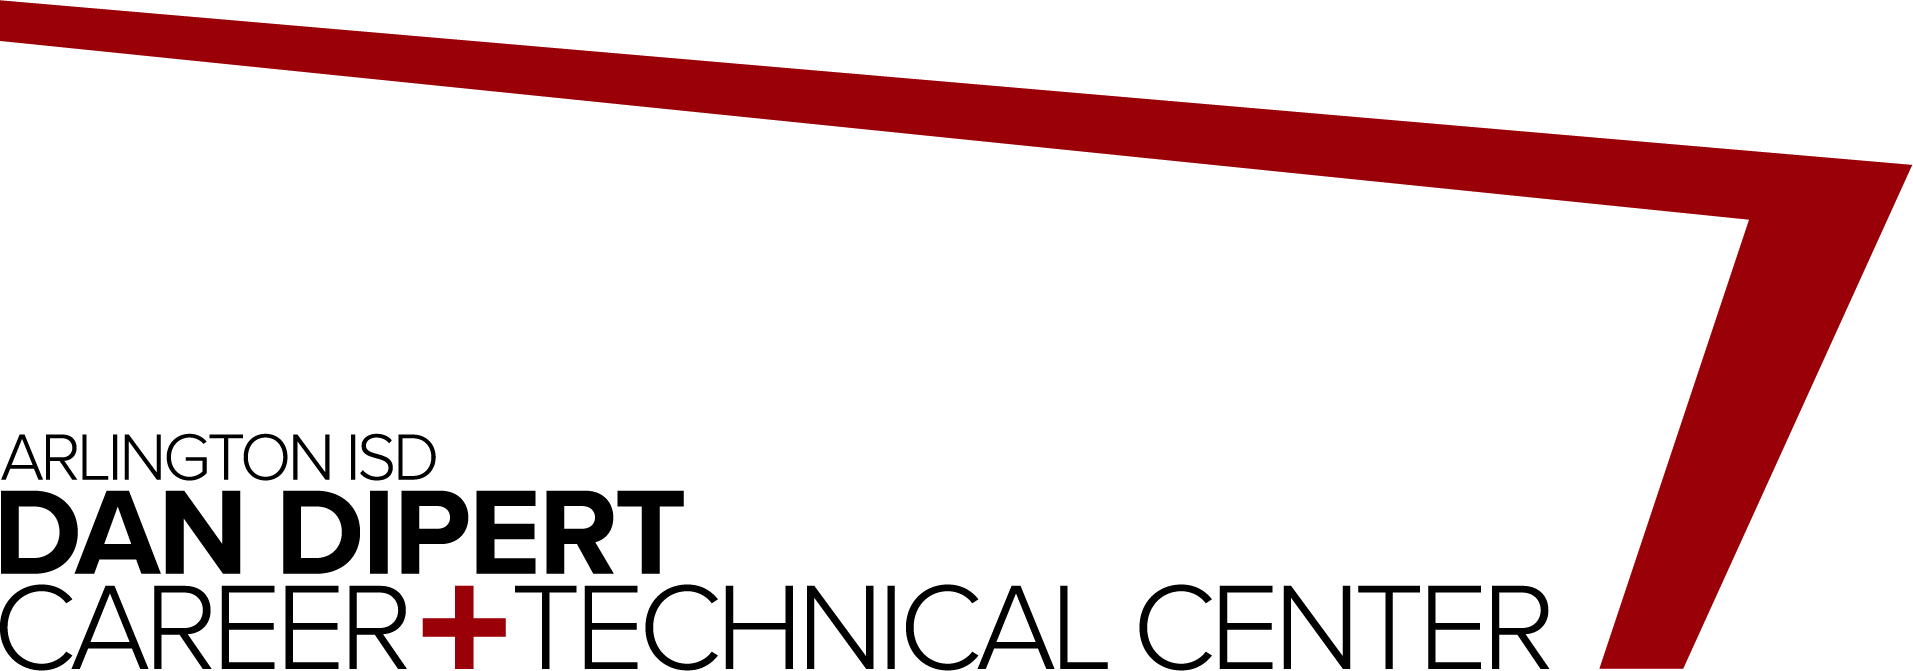 ARLINGTON ISD
DAN DIPERT
CAREER+TECHNICAL CENTER